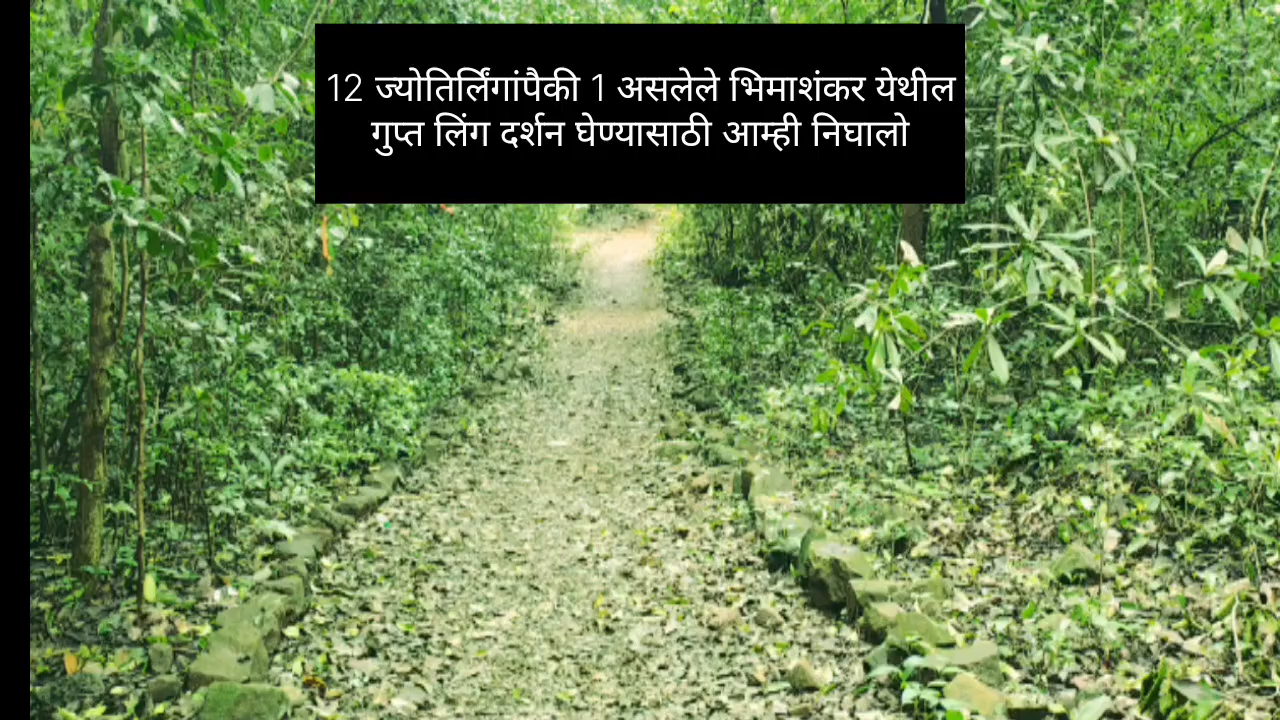 12 ज्योतिर्लिंगांपैकी 1 असलेले भिमाशंकर येथील
गुप्त लिंग दर्शन घेण्यासाठी आम्ही निघालो